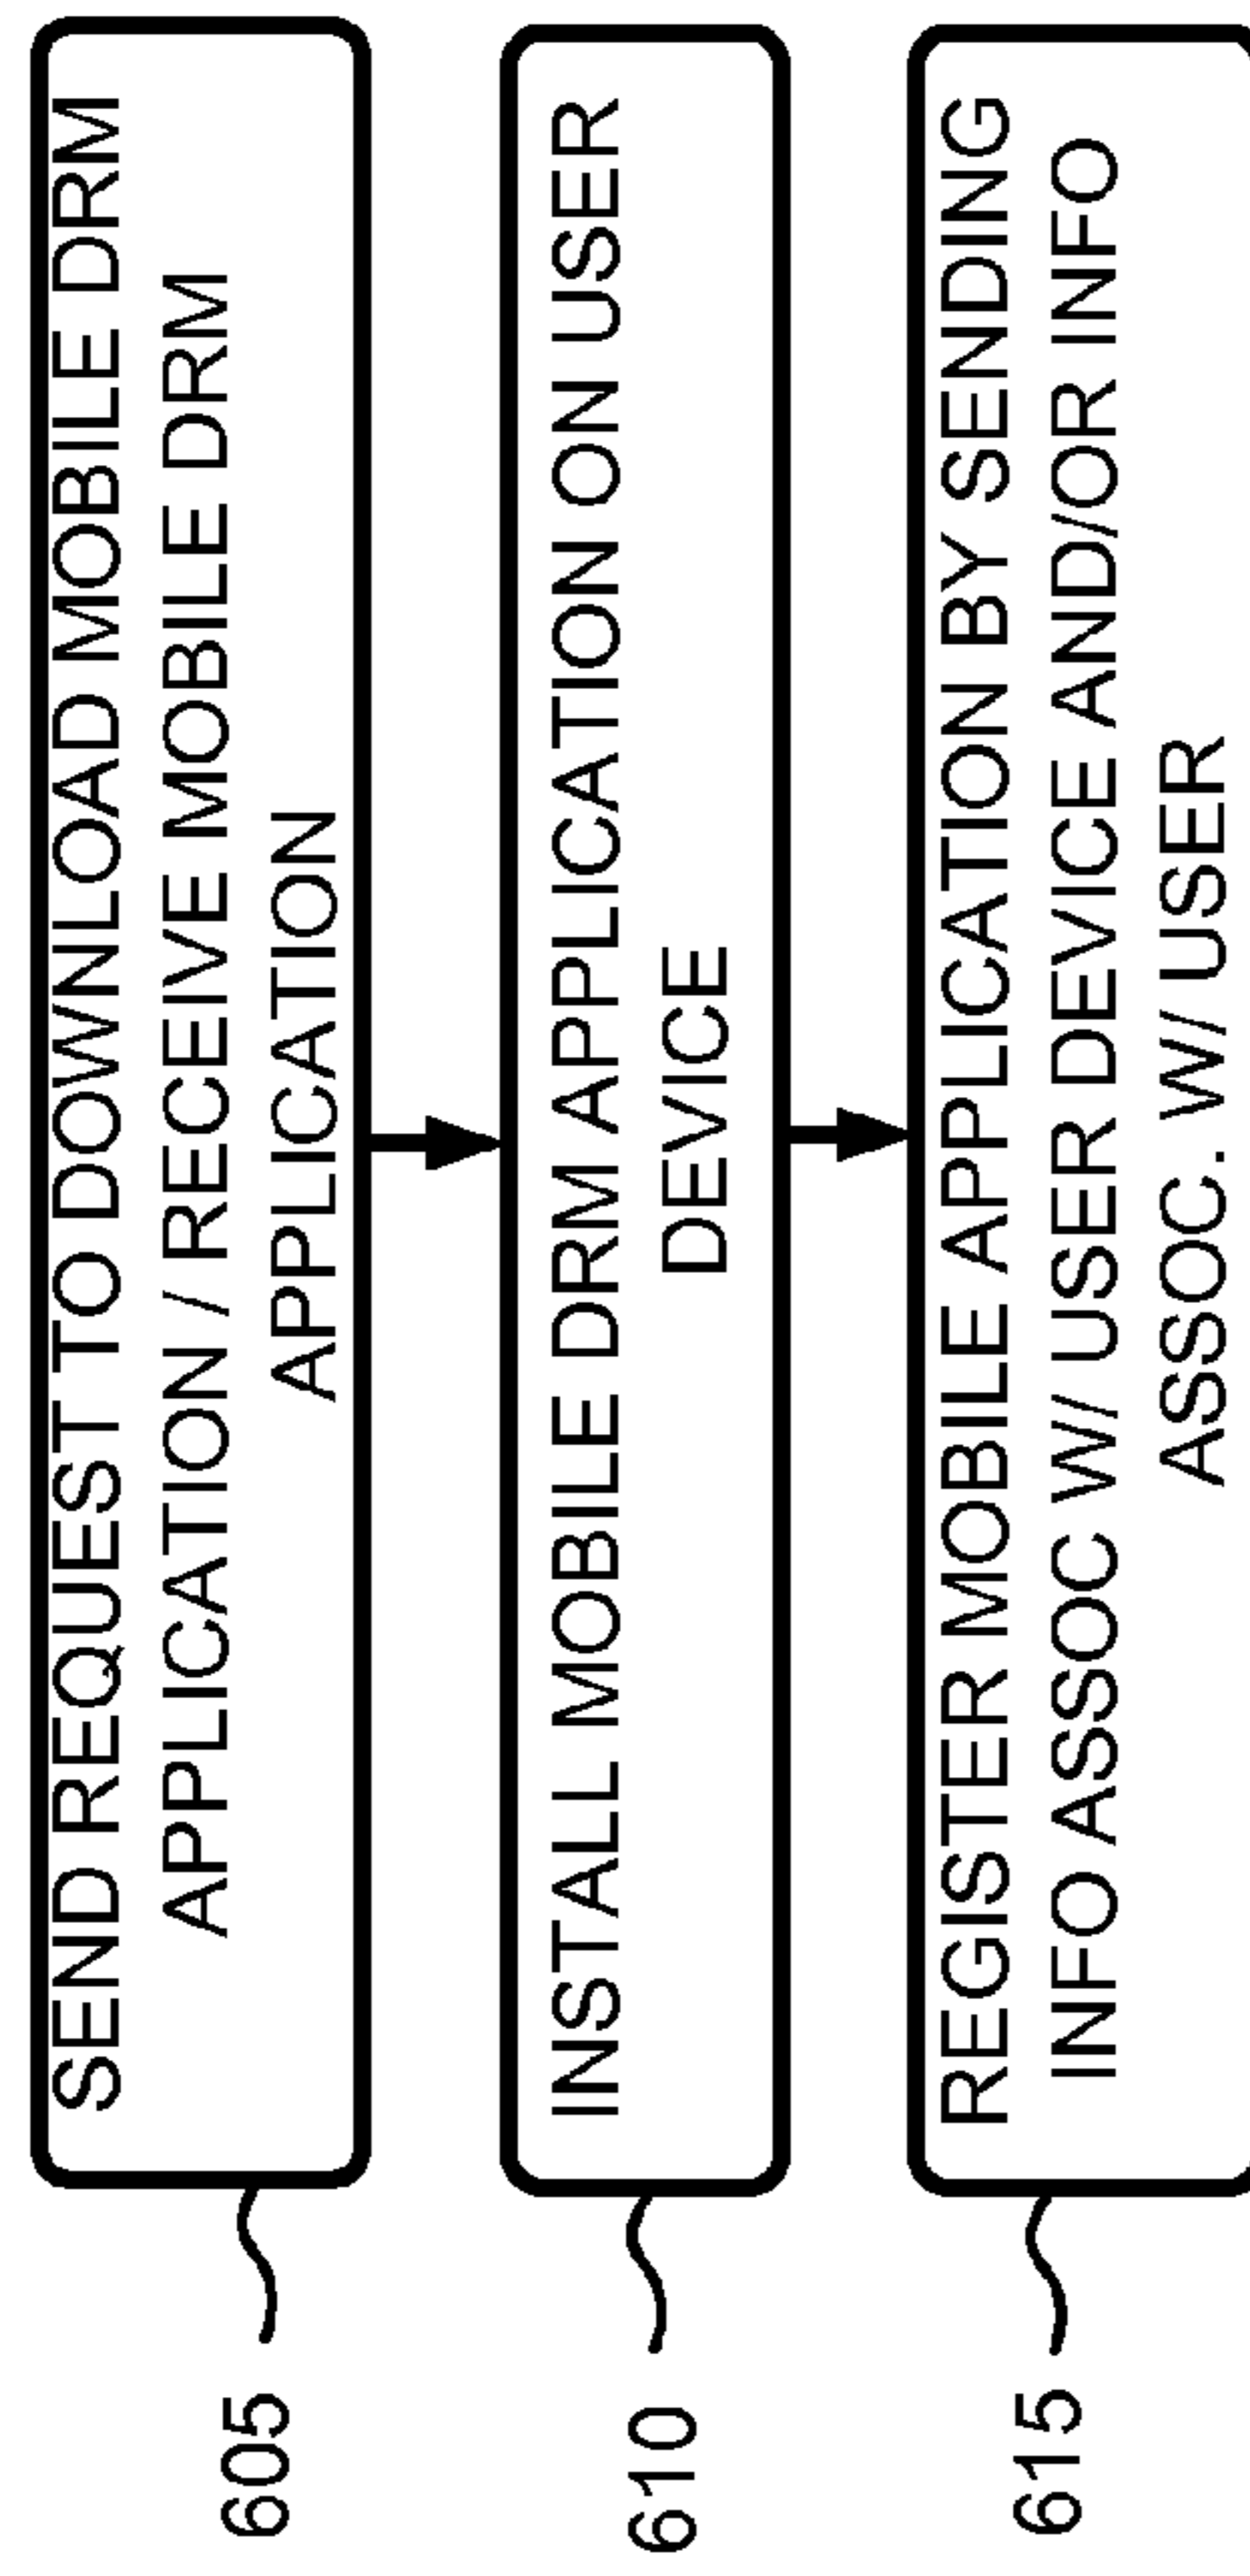 605
SEND REQUEST TO DOWNLOAD MOBILE DRM
APPLICATION / RECEIVE MOBILE DRM
APPLICATION
610
INSTALL MOBILE DRM APPLICATION ON USER
DEVICE
615
REGISTER MOBILE APPLICATION BY SENDING
INFO ASSOC W/ USER DEVICE AND/OR INFO
ASSOC. W/ USER